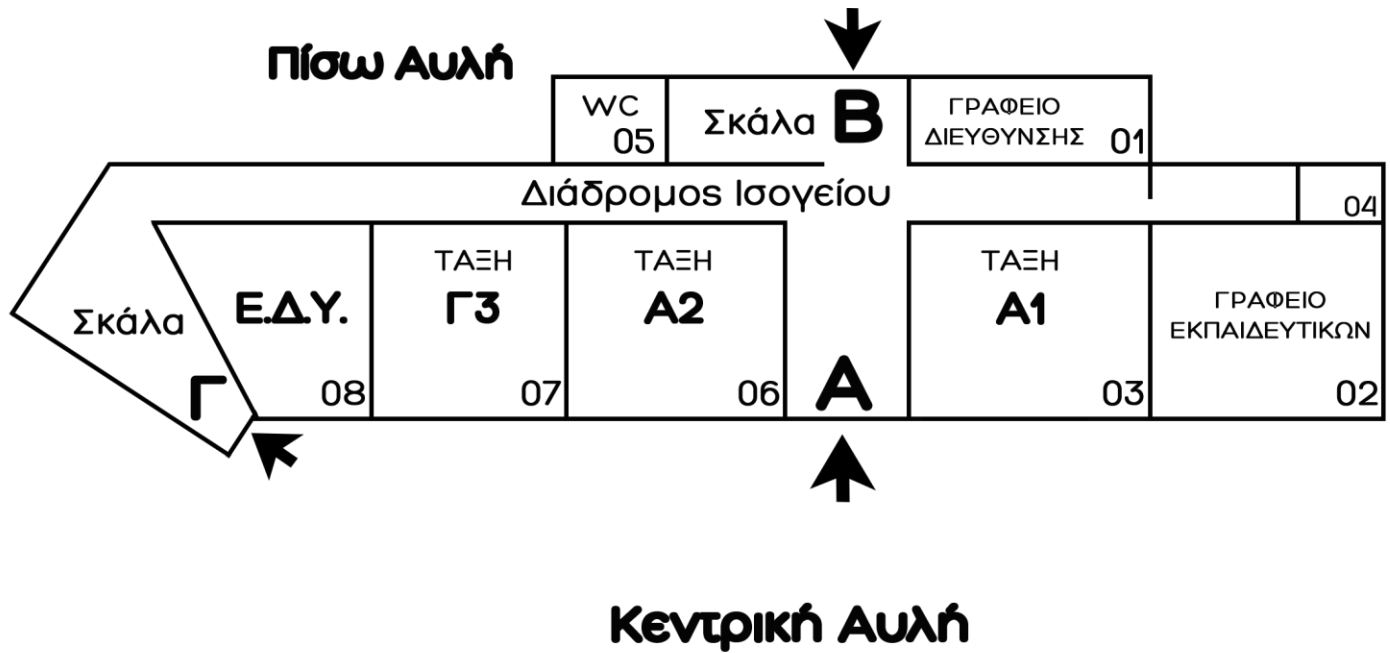 Πίσω Αυλή
WC
05
Σκάλα Β
ΓΡΑΦΕΙΟ
ΔΙΕΥΘΥΝΣΗΣ 01
Διάδρομος Ισογείου
04
Σκάλα
Γ
Ε.Δ.Υ.
08
ΤΑΞΗ
Γ3
07
ΤΑΞΗ
Α2
06
Α
ΤΑΞΗ
Α1
03
ΓΡΑΦΕΙΟ
ΕΚΠΑΙΔΕΥΤΙΚΩΝ
02
Κεντρική Αυλή